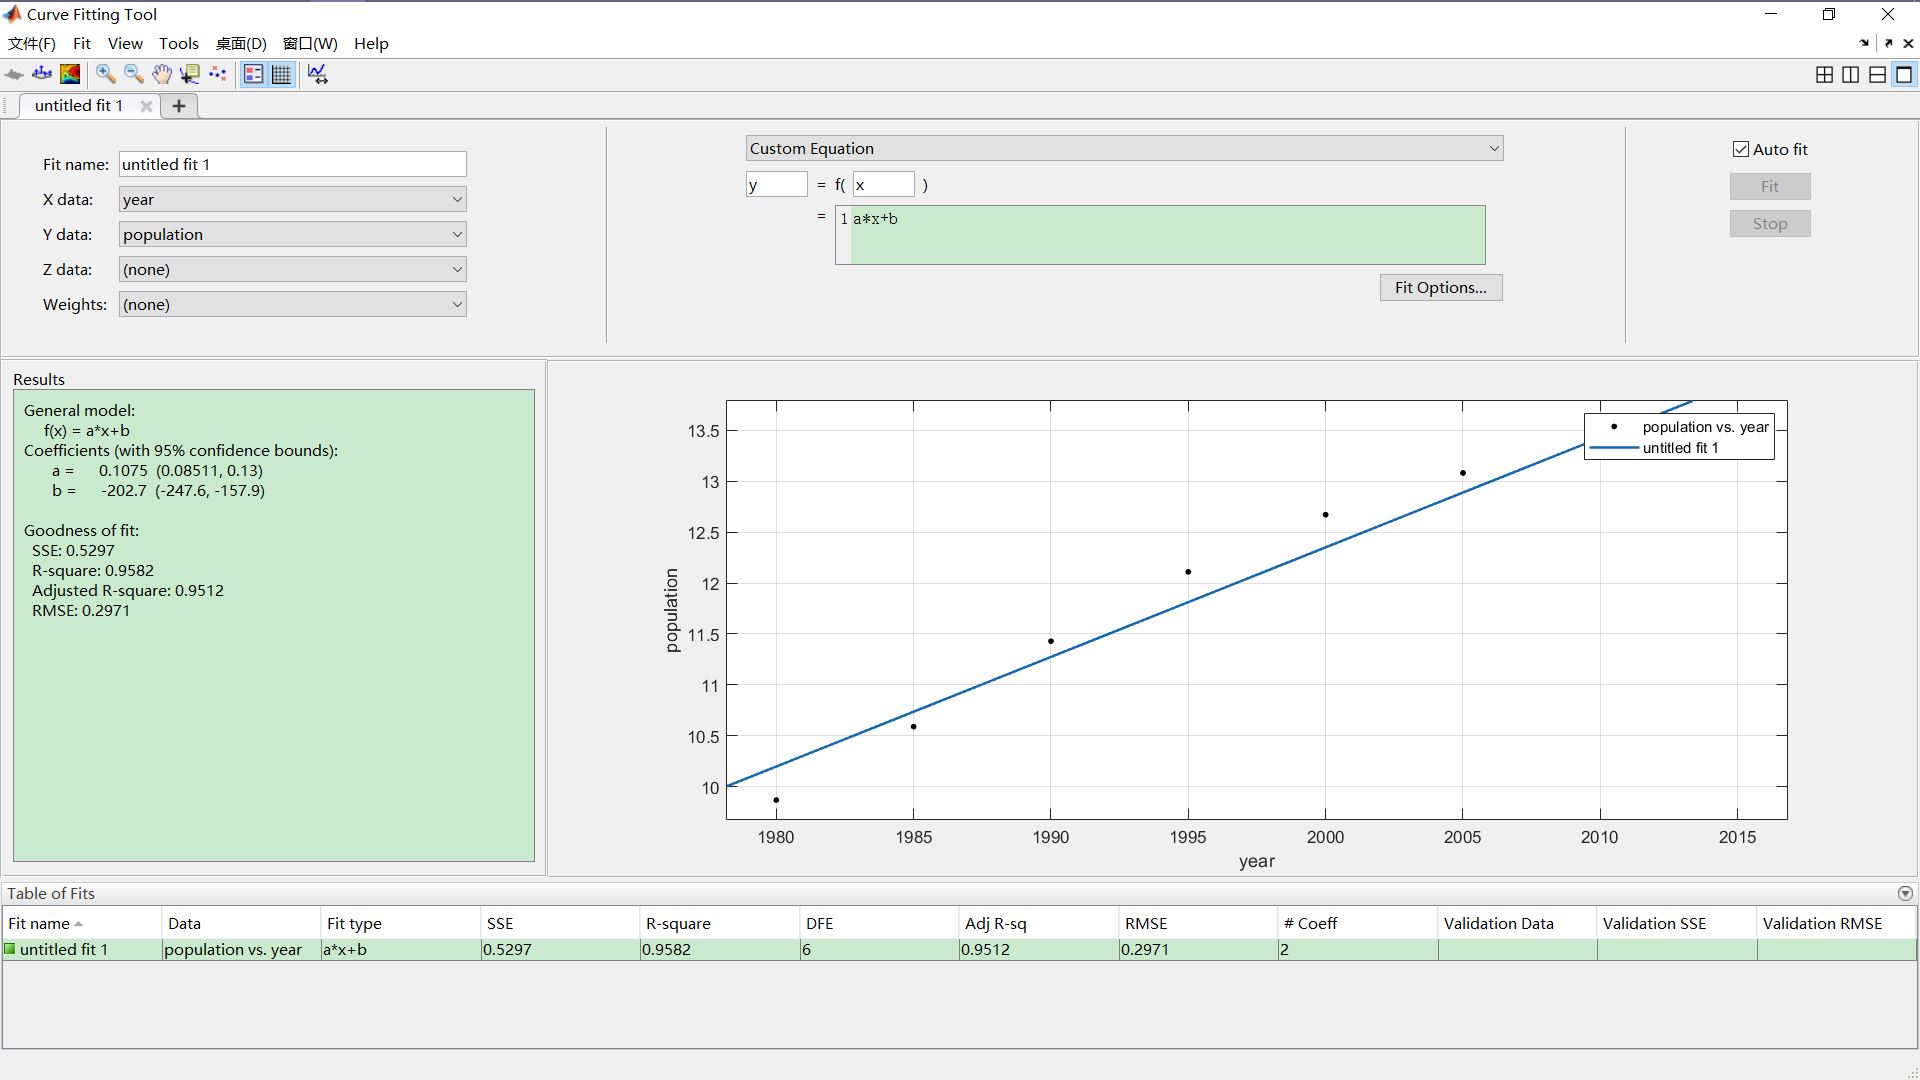 Curve Fitting Tool
文件(F) Fit View Tools 桌面(D) 窗口(W) Help
untitled fit 1
Fit name: untitled fit 1
X data: year
Y data: population
Z data: (none)
Weights: (none)
Custom Equation
y = f( x )
= 1 a*x+b
Fit Options...
Auto fit
Fit
Stop
Results
General model:
f(x) = a*x+b
Coefficients (with 95% confidence bounds):
a = 0.1075 (0.08511, 0.13)
b = -202.7 (-247.6, -157.9)
Goodness of fit:
SSE: 0.5297
R-square: 0.9582
Adjusted R-square: 0.9512
RMSE: 0.2971
population vs. year
untitled fit 1
13.5
13
12.5
12
11.5
11
10.5
10
population
1980 1985 1990 1995 2000 2005 2010 2015
year
Table of Fits
Fit name Data Fit type SSE R-square DFE Adj R-sq RMSE # Coeff Validation Data Validation SSE Validation RMSE
untitled fit 1 population vs. year a*x+b 0.5297 0.9582 6 0.9512 0.2971 2